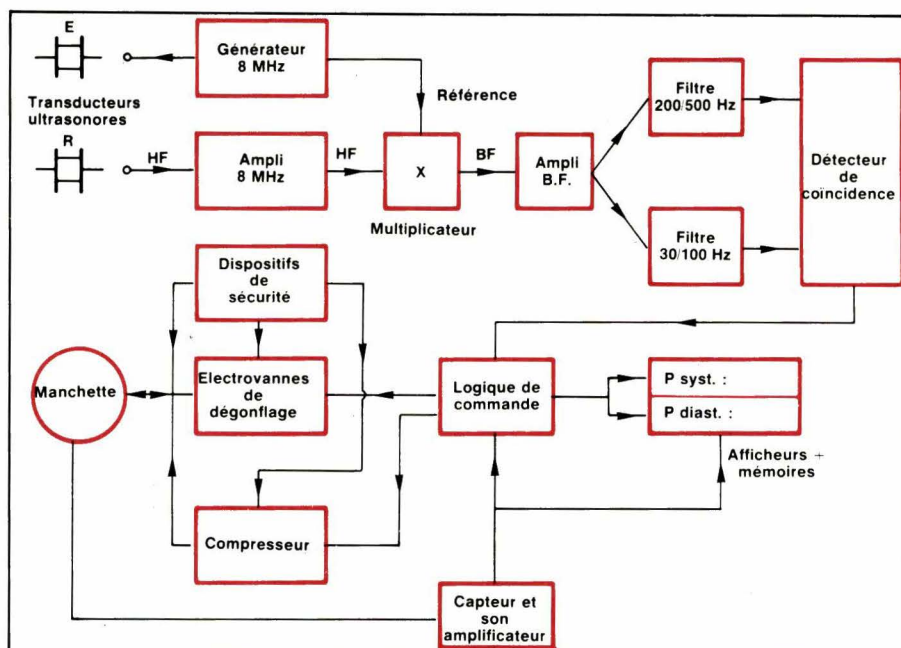 E
Générateur
8 MHz
Filtre
200/500 Hz
Transducteurs
ultrasonores
Référence
R
HF
Ampli
8 MHz
HF
X
BF
Ampli
B.F.
Détecteur
de
coïncidence
Multiplicateur
Filtre
30/100 Hz
Dispositifs
de
sécurité
Manchette
Electrovannes
de
dégonflage
Logique de
commande
P syst. :
P diast. :
Afficheurs +
mémoires
Compresseur
Capteur et
son
amplificateur